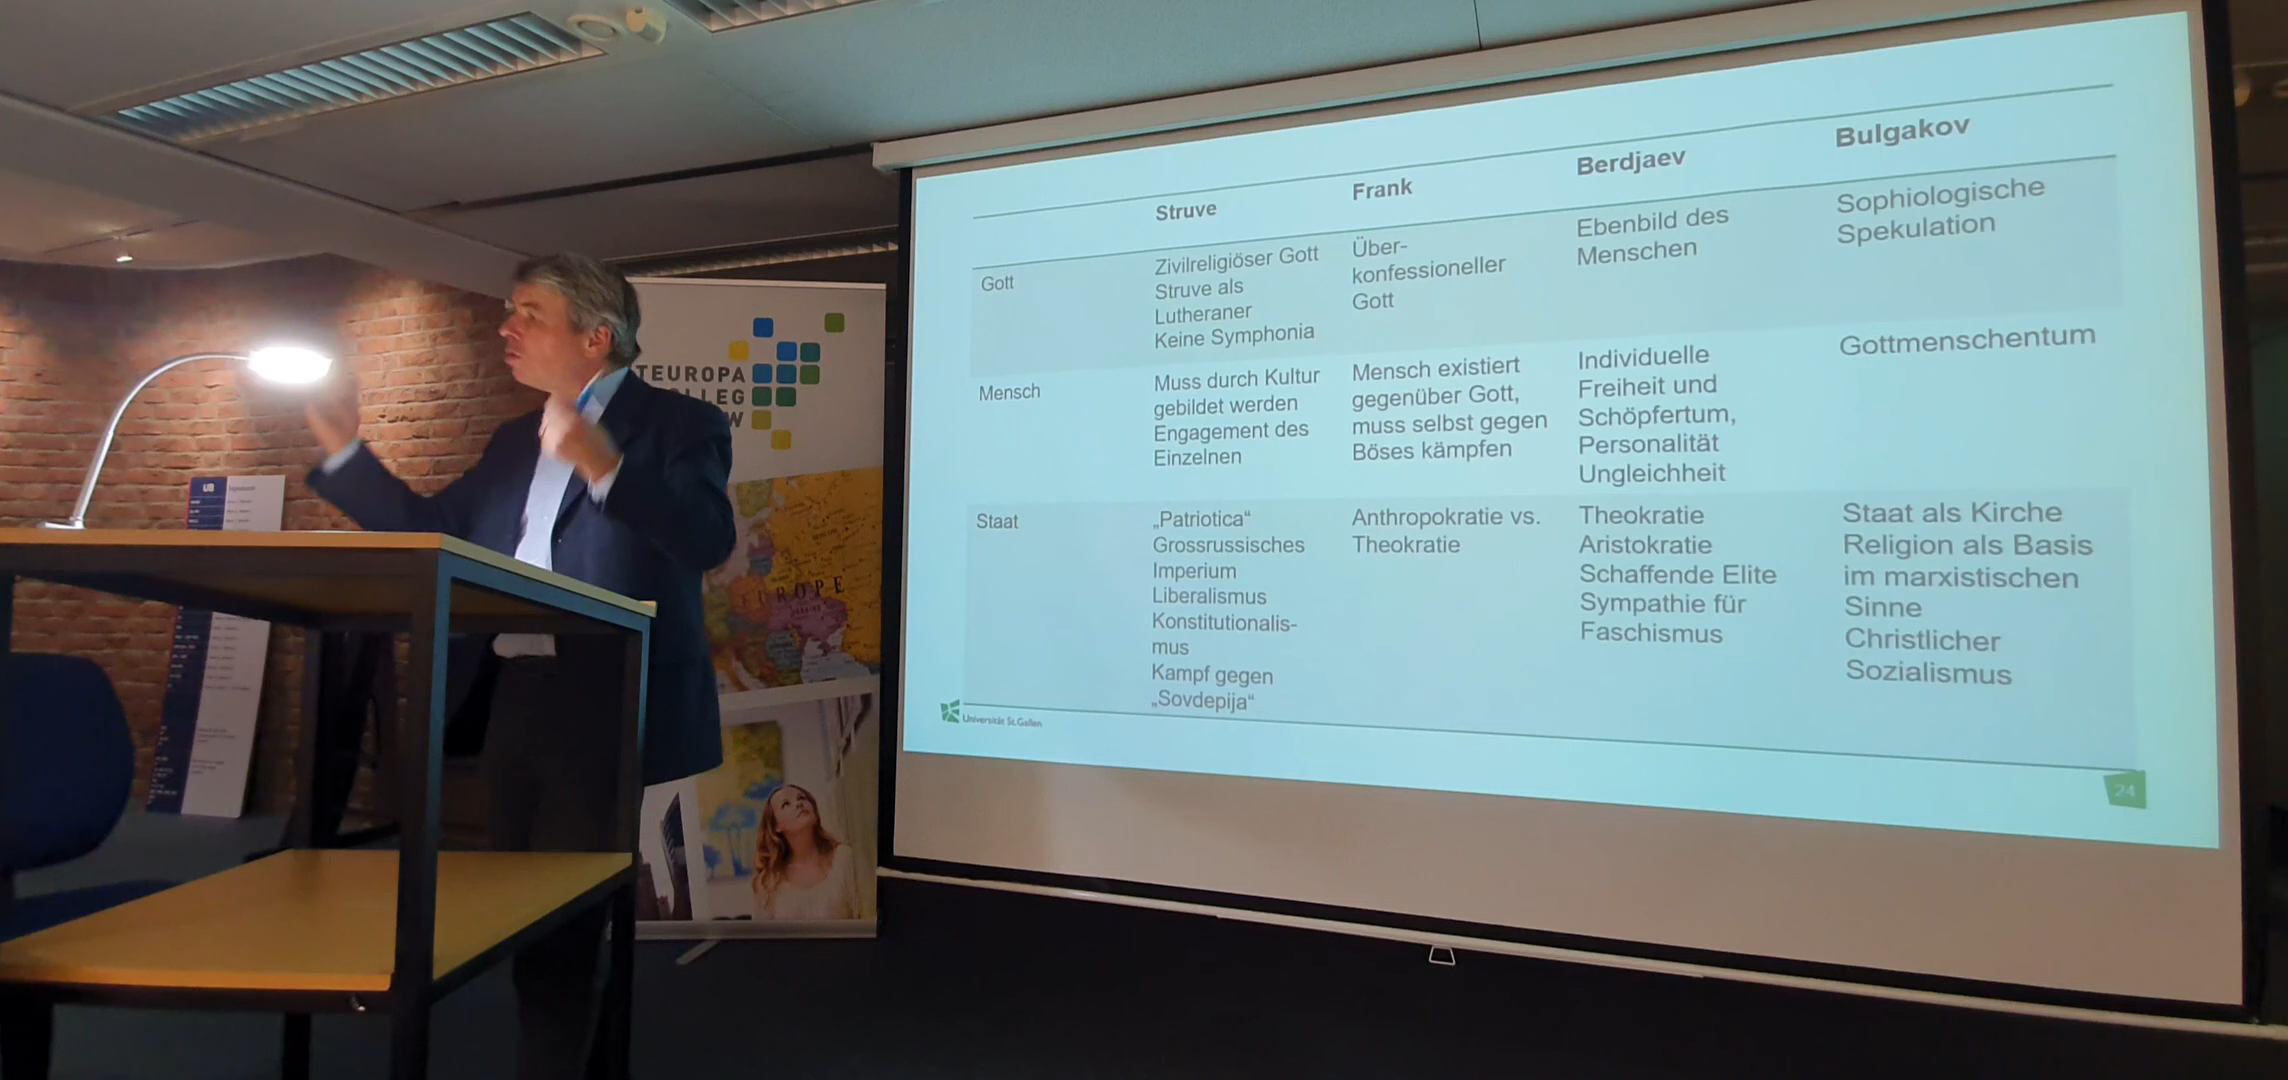 Struve
Frank
Berdjaev
Bulgakov
Gott
Zivilreligiöser Gott
Struve als
Lutheraner
Keine Symphonia
Über-
konfessioneller
Gott
Ebenbild des
Menschen
Sophiologische
Spekulation
Mensch
Muss durch Kultur
gebildet werden
Engagement des
Einzelnen
Mensch existiert
gegenüber Gott,
muss selbst gegen
Böses kämpfen
Individuelle
Freiheit und
Schöpfertum,
Personalität
Ungleichheit
Gottmenschentum
Staat
„Patriotica“
Grossrussisches
Imperium
Liberalismus
Konstitutionalis-
mus
Kampf gegen
„Sovdepija“
Anthropokratie vs.
Theokratie
Theokratie
Aristokratie
Schaffende Elite
Sympathie für
Faschismus
Staat als Kirche
Religion als Basis
im marxistischen
Sinne
Christlicher
Sozialismus
Universität St.Gallen
24
TEUROPA
LLEG
W
EUROPE
UB